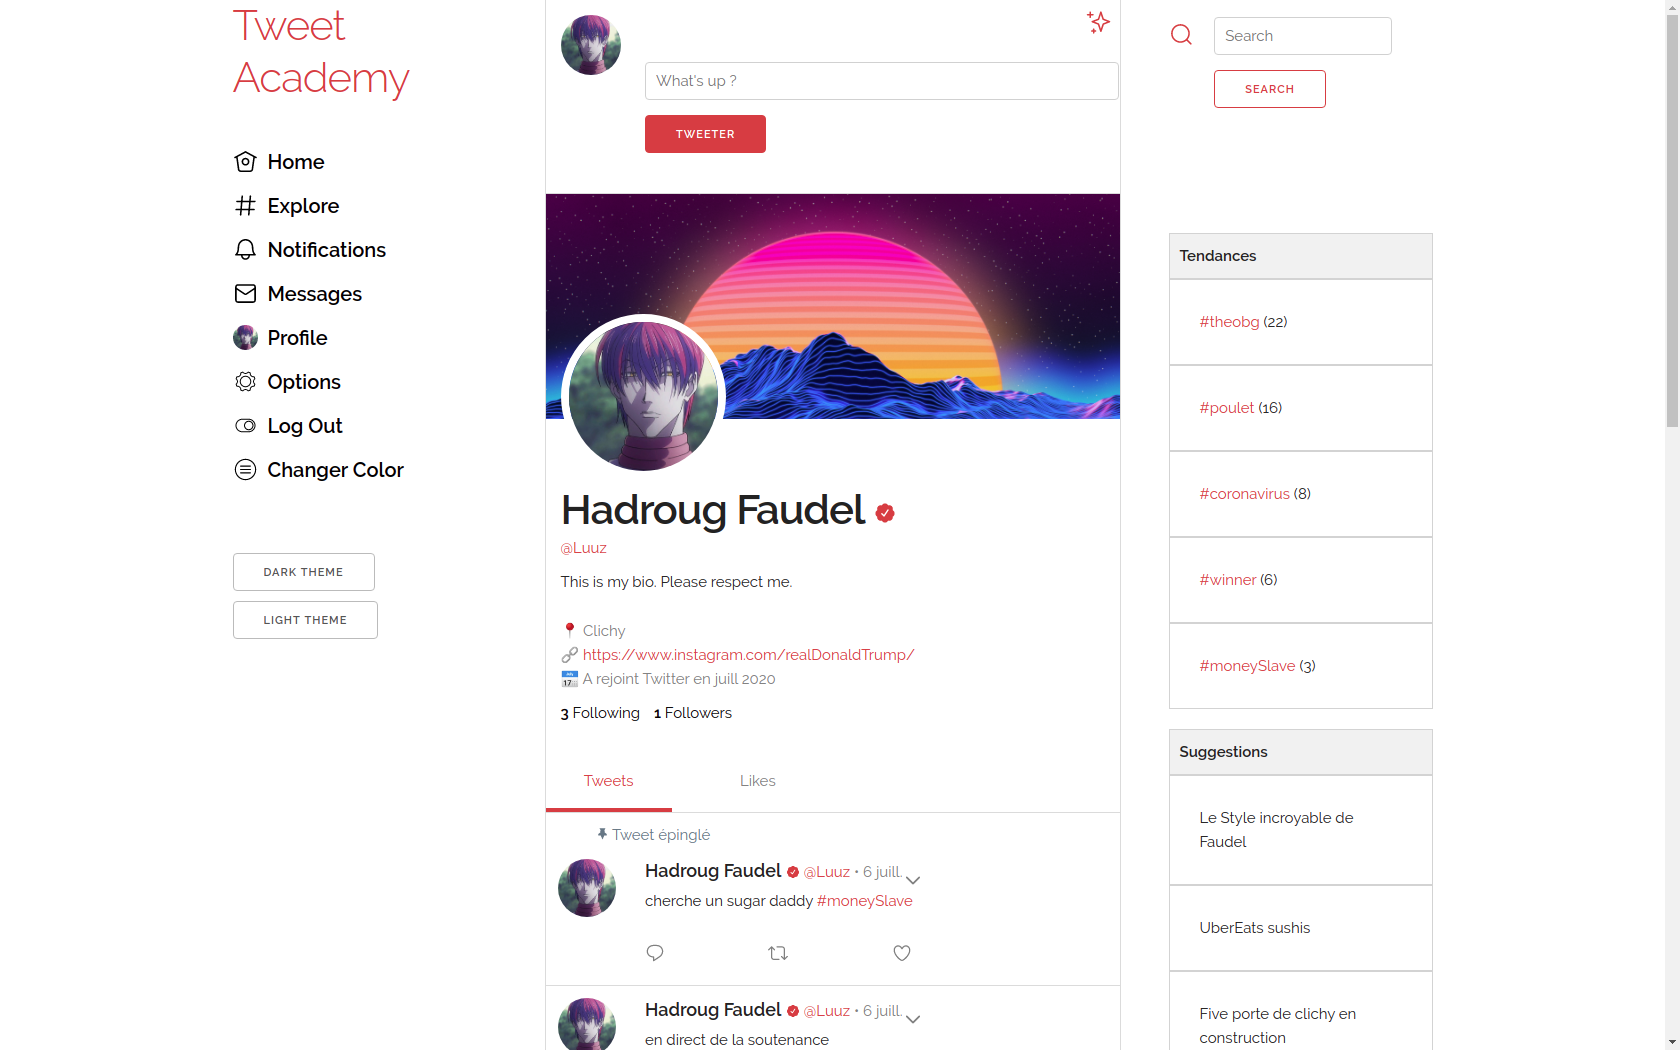 Tweet
Academy
Home
Explore
Notifications
Messages
Profile
Options
Log Out
Changer Color
DARK THEME
LIGHT THEME
What's up ?
TWEETER
Hadroug Faudel
@Luuz
This is my bio. Please respect me.
Clichy
https://www.instagram.com/realDonaldTrump/
A rejoint Twitter en juill 2020
3 Following 1 Followers
Tweets Likes
Tweet épinglé
Hadroug Faudel @Luuz • 6 juill.
cherche un sugar daddy #moneySlave
Hadroug Faudel @Luuz • 6 juill.
en direct de la soutenance
Search
SEARCH
Tendances
#theobg (22)
#poulet (16)
#coronavirus (8)
#winner (6)
#moneySlave (3)
Suggestions
Le Style incroyable de
Faudel
UberEats sushis
Five porte de clichy en
construction